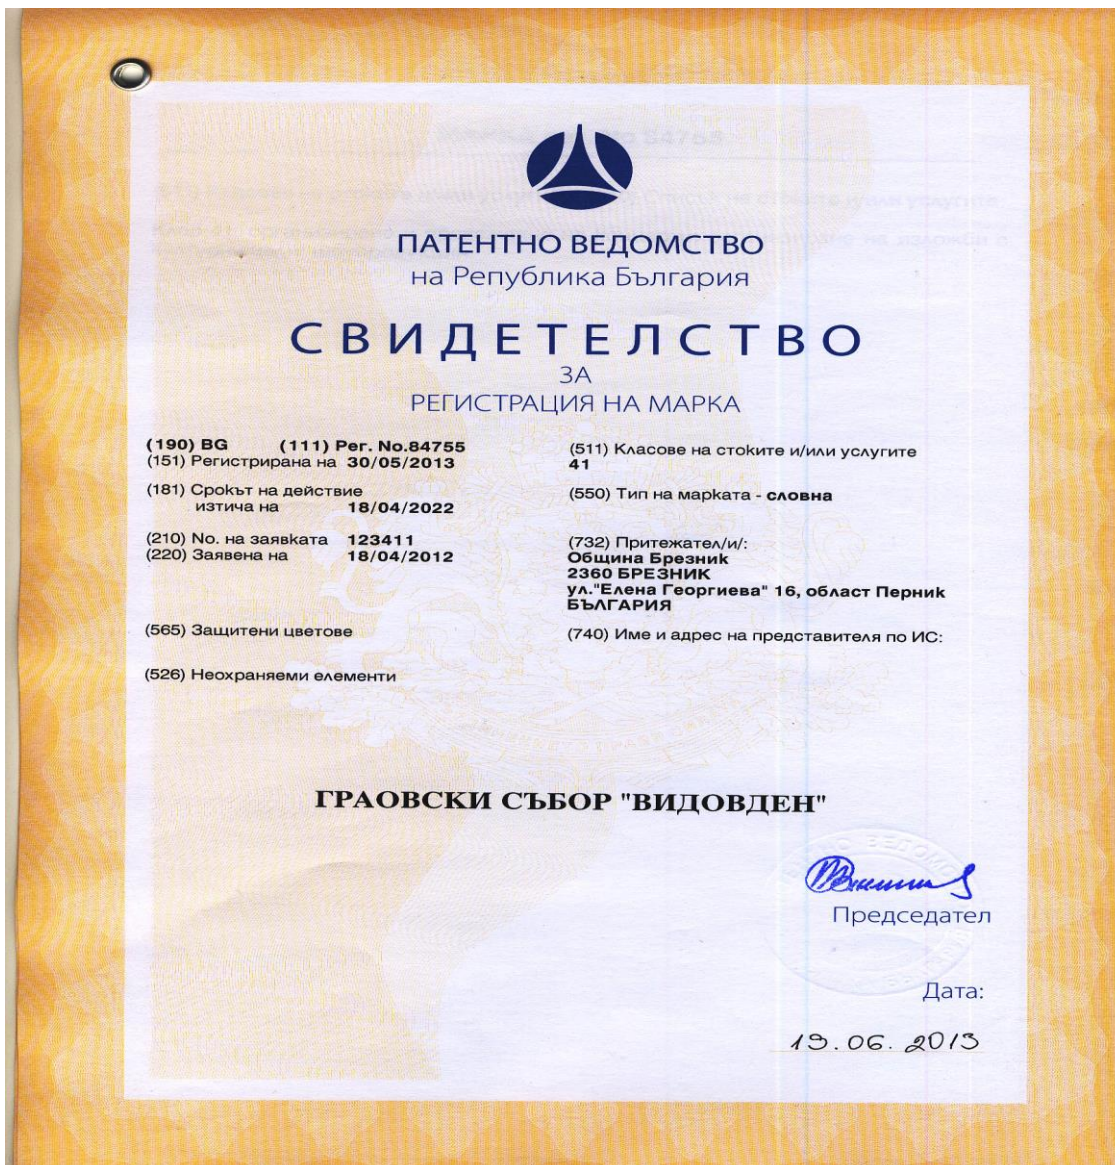 ПАТЕНТНО ВЕДОМСТВО
на Република България
СВИДЕТЕЛСТВО
ЗА
РЕГИСТРАЦИЯ НА МАРКА
(190) BG (111) Рег. No.84755
(151) Регистрирана на 30/05/2013
(181) Срокът на действие
изтича на 18/04/2022
(210) No. на заявката 123411
(220) Заявена на 18/04/2012
(565) Защитени цветове
(526) Неохраняеми елементи
(511) Класове на стоките и/или услугите
41
(550) Тип на марката - словна
(732) Притежател/и/:
Община Брезник
2360 БРЕЗНИК
ул."Елена Георгиева" 16, област Перник
БЪЛГАРИЯ
(740) Име и адрес на представителя по ИС:
ГРАОВСКИ СЪБОР "ВИДОВДЕН"
Председател
Дата:
19.06.2013